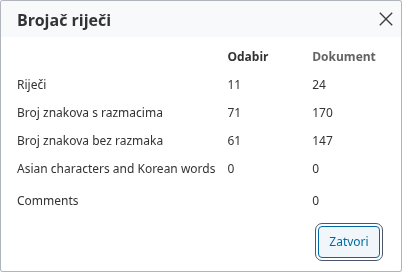 Brojač riječi
Odabir Dokument
Riječi 11 24
Broj znakova s razmacima 71 170
Broj znakova bez razmaka 61 147
Asian characters and Korean words 0 0
Comments 0
Zatvori